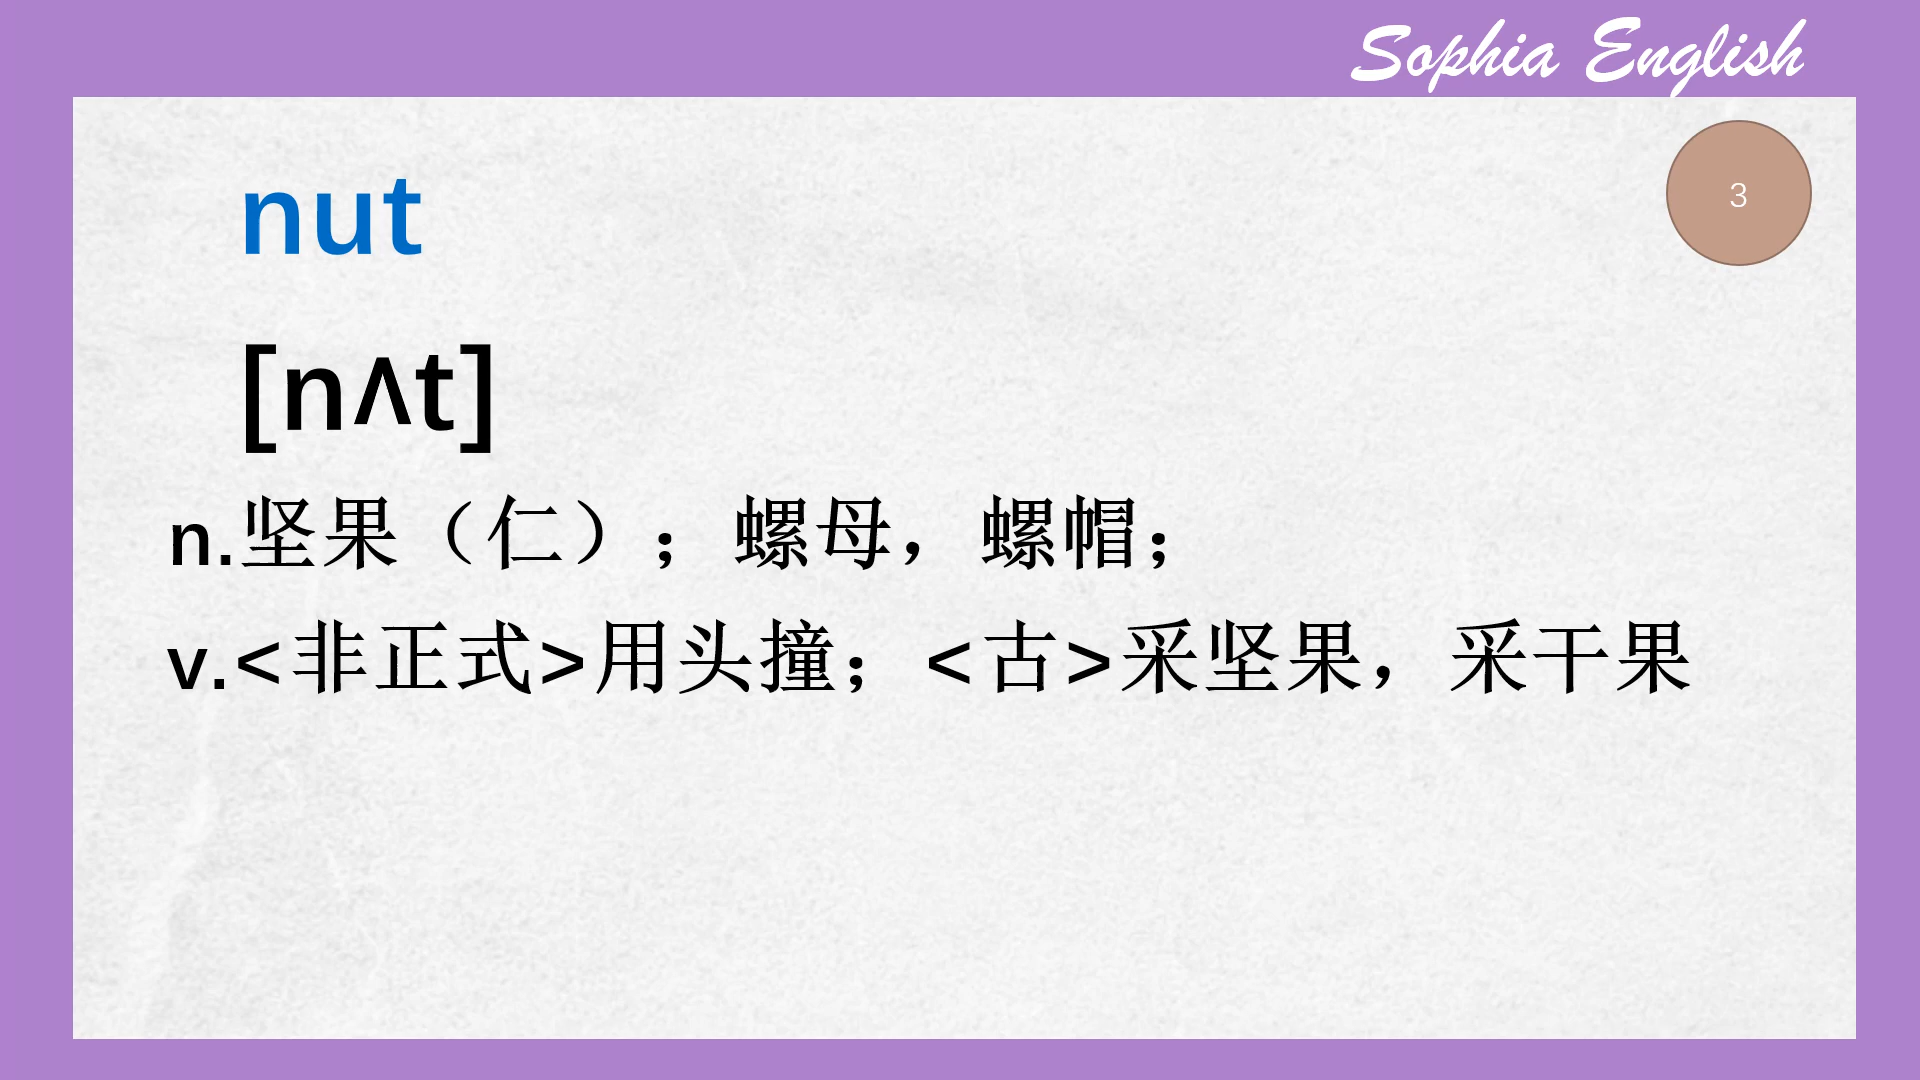 Sophia English
3
nut
[nʌt]
n.坚果（仁）；螺母，螺帽；
v.<非正式>用头撞；<古>采坚果，采干果